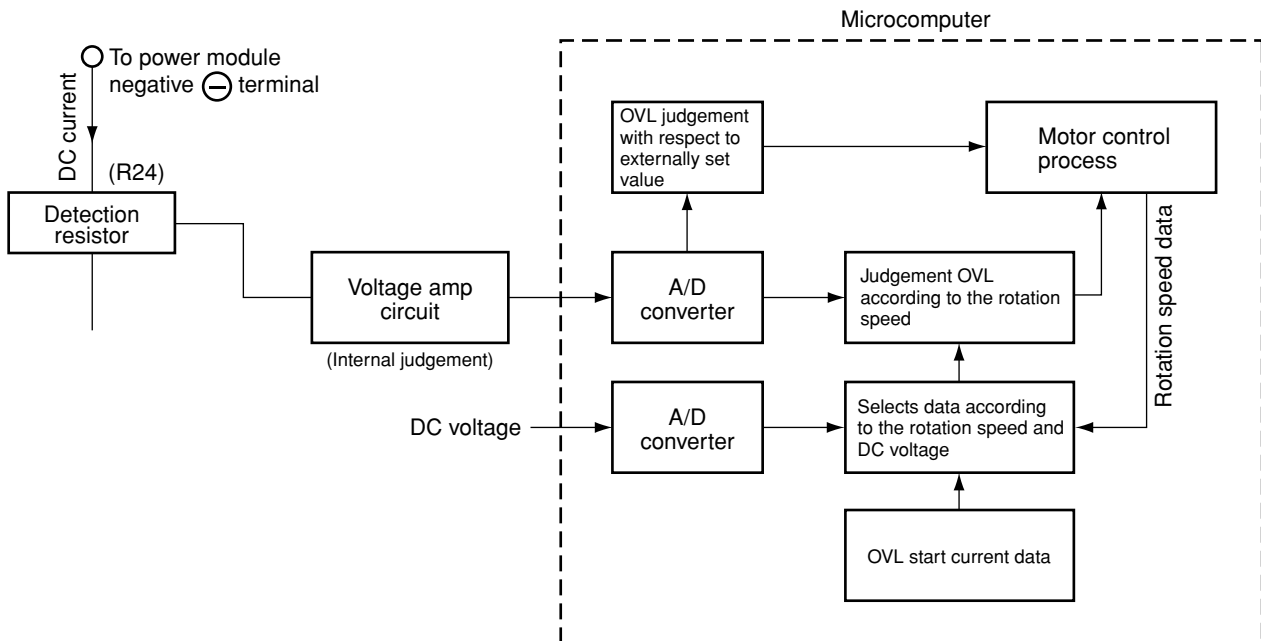 Microcomputer
To power module
negative ⊖ terminal
DC current
(R24)
Detection
resistor
Voltage amp
circuit
(Internal judgement)
OVL judgement
with respect to
externally set
value
Motor control
process
A/D
converter
Judgement OVL
according to the rotation
speed
Rotation speed data
DC voltage
A/D
converter
Selects data according
to the rotation speed and
DC voltage
OVL start current data